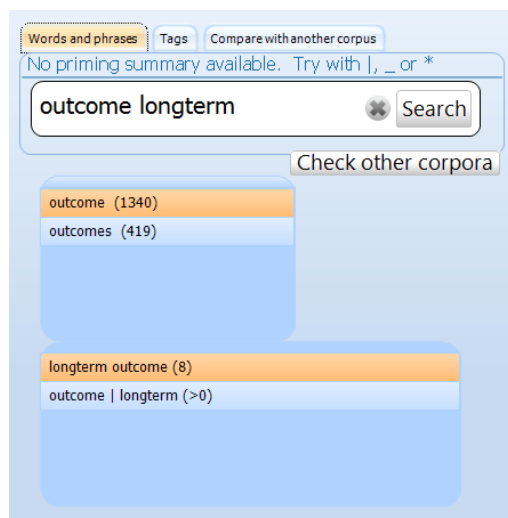 Words and phrases Tags Compare with another corpus
No priming summary available. Try with |, _ or *
outcome longterm Search
Check other corpora
outcome (1340)
outcomes (419)
longterm outcome (8)
outcome | longterm (>0)